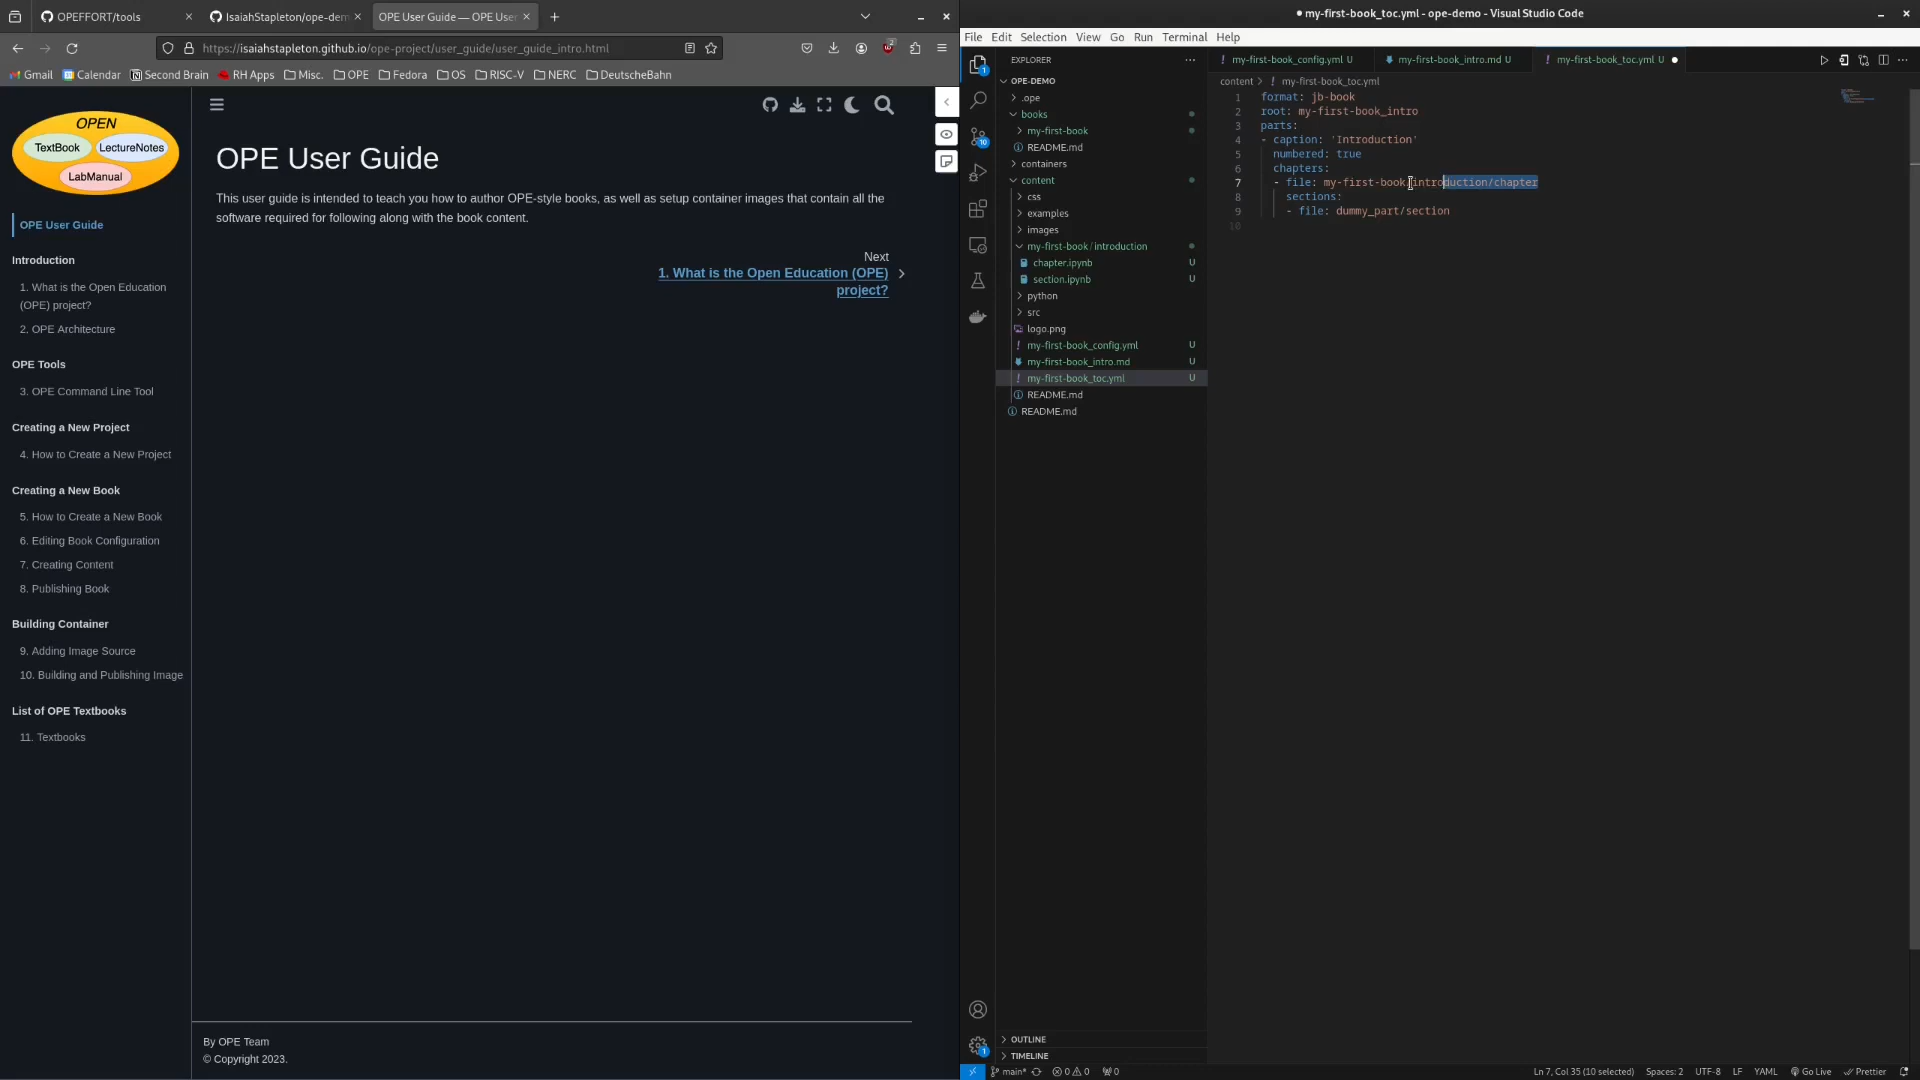 OPEFFORT/tools
IsaiahStapleton/ope-dem
OPE User Guide — OPE User
https://isaiahstapleton.github.io/ope-project/user_guide/user_guide_intro.html
Gmail Calendar Second Brain RH Apps Misc. OPE Fedora OS RISC-V NERC DeutscheBahn
OPEN
TextBook LectureNotes
LabManual
OPE User Guide
Introduction
1. What is the Open Education (OPE) project?
2. OPE Architecture
OPE Tools
3. OPE Command Line Tool
Creating a New Project
4. How to Create a New Project
Creating a New Book
5. How to Create a New Book
6. Editing Book Configuration
7. Creating Content
8. Publishing Book
Building Container
9. Adding Image Source
10. Building and Publishing Image
List of OPE Textbooks
11. Textbooks
OPE User Guide
This user guide is intended to teach you how to author OPE-style books, as well as setup container images that contain all the
software required for following along with the book content.
Next
1. What is the Open Education (OPE)
project?
By OPE Team
© Copyright 2023.
my-first-book_toc.yml - ope-demo - Visual Studio Code
File Edit Selection View Go Run Terminal Help
EXPLORER
OPE-DEMO
.ope
books
my-first-book
README.md
containers
content
css
examples
images
my-first-book/introduction
chapter.ipynb U
section.ipynb U
python
src
logo.png
my-first-book_config.yml U
my-first-book_intro.md U
my-first-book_toc.yml U
README.md
README.md
OUTLINE
TIMELINE
my-first-book_config.yml U my-first-book_intro.md U my-first-book_toc.yml U
content > my-first-book_toc.yml
1 format: jb-book
2 root: my-first-book_intro
3 parts:
4 - caption: 'Introduction'
5 numbered: true
6 chapters:
7 - file: my-first-book/introduction/chapter
8 sections:
9 - file: dummy_part/section
10
main* 0 0 0 Ln 7, Col 35 (10 selected) Spaces: 2 UTF-8 LF YAML Go Live Prettier